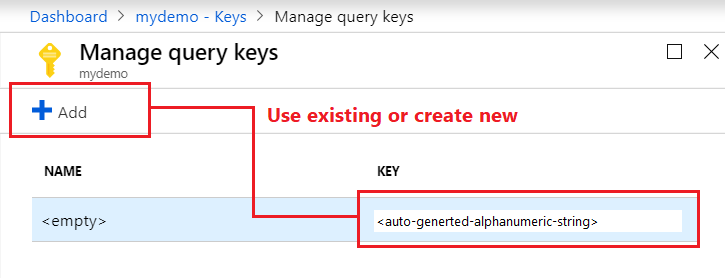 Dashboard > mydemo - Keys > Manage query keys
Manage query keys
mydemo
Add
Use existing or create new
NAME KEY
<empty> <auto-generted-alphanumeric-string>